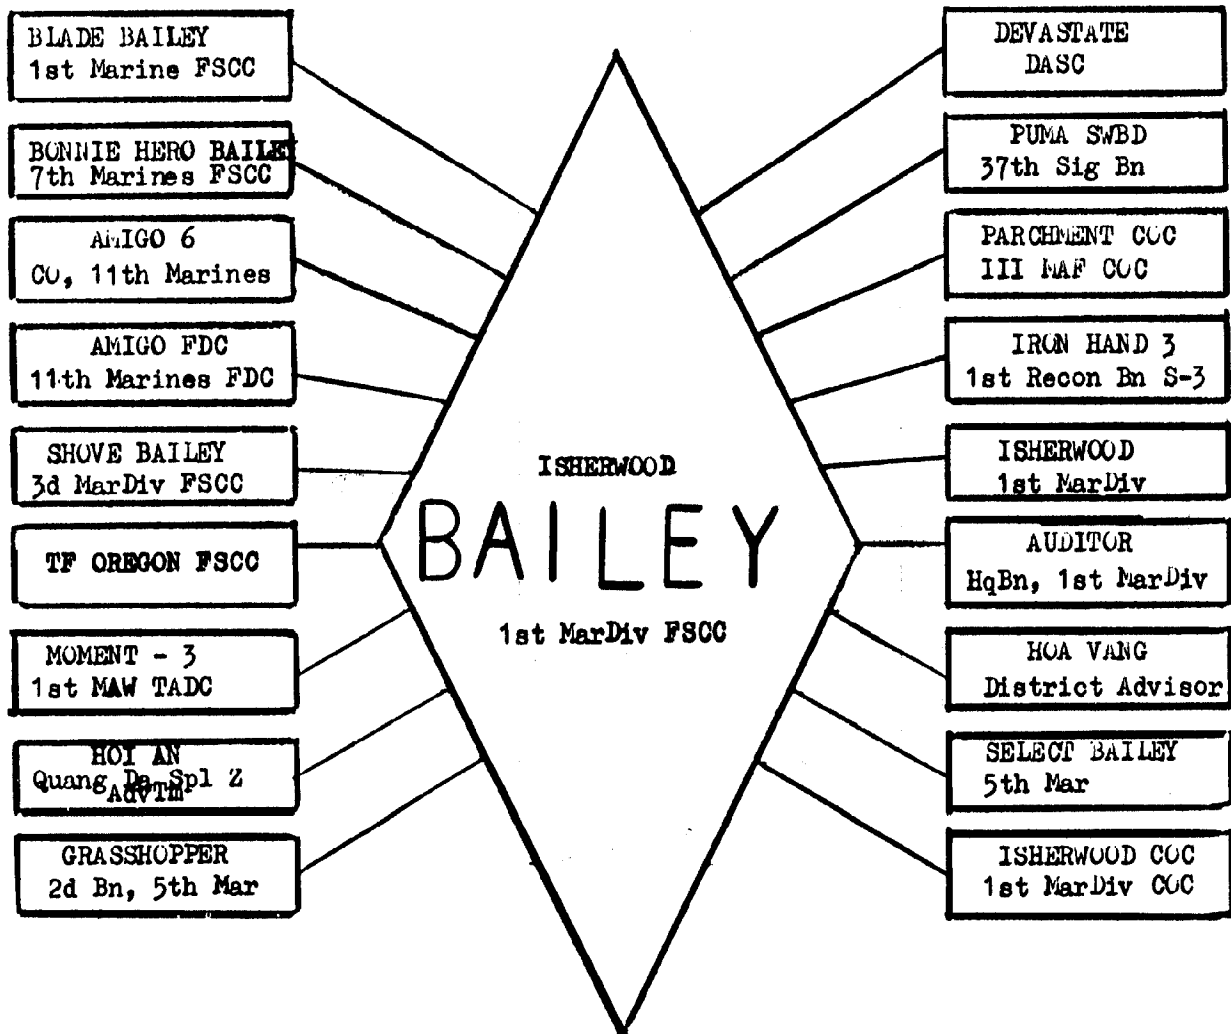 BLADE BAILEY
1st Marine FSCC
BONNIE HERO BAILEY
7th Marines FSCC
AMIGO 6
CO, 11th Marines
AMIGO FDC
11th Marines FDC
SHOVE BAILEY
3d MarDiv FSCC
TF OREGON FSCC
MOMENT - 3
1st MAW TADC
HOI AN
Quang Da Spl Z
AdvTm
GRASSHOPPER
2d Bn, 5th Mar
ISHERWOOD
BAILEY
1st MarDiv FSCC
DEVASTATE
DASC
PUMA SWBD
37th Sig Bn
PARCHMENT COC
III MAF COC
IRON HAND 3
1st Recon Bn S-3
ISHERWOOD
1st MarDiv
AUDITOR
HqBn, 1st MarDiv
HOA VANG
District Advisor
SELECT BAILEY
5th Mar
ISHERWOOD COC
1st MarDiv COC